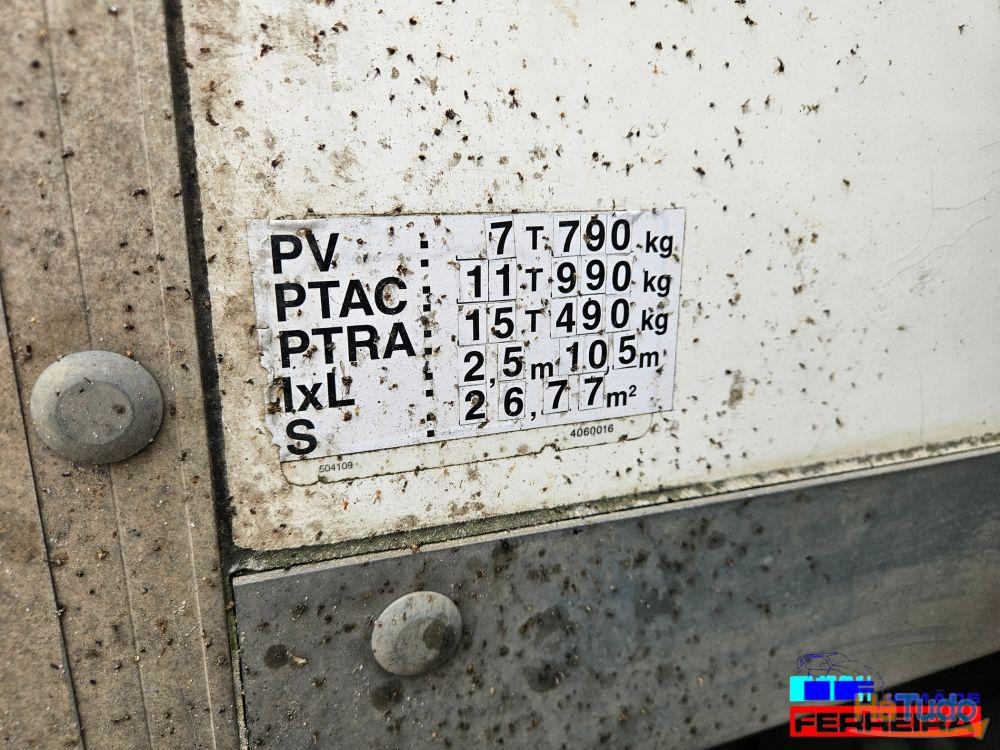 PV : 7 T 790 kg
PTAC : 11 T 990 kg
PTRA : 15 T 490 kg
lxL : 2,5 m 10,5 m
S : 26,77 m²
504109 4060016
FERREIRA
HáTudo